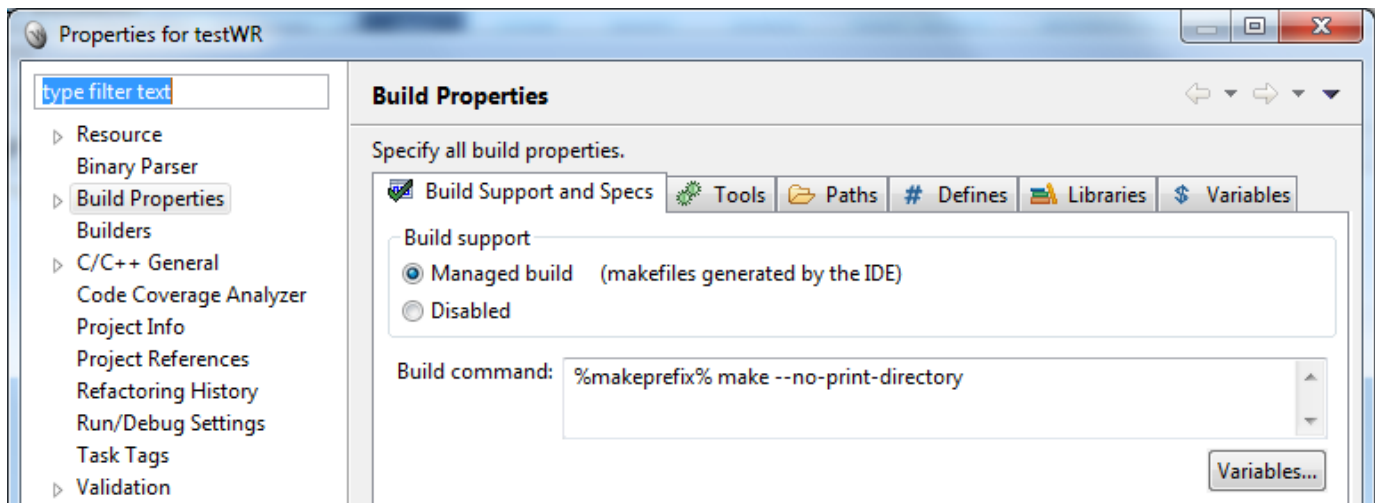 Properties for testWR
type filter text
Resource
Binary Parser
Build Properties
Builders
C/C++ General
Code Coverage Analyzer
Project Info
Project References
Refactoring History
Run/Debug Settings
Task Tags
Validation
Build Properties
Specify all build properties.
Build Support and Specs Tools Paths # Defines Libraries $ Variables
Build support
Managed build (makefiles generated by the IDE)
Disabled
Build command: %makeprefix% make --no-print-directory
Variables...